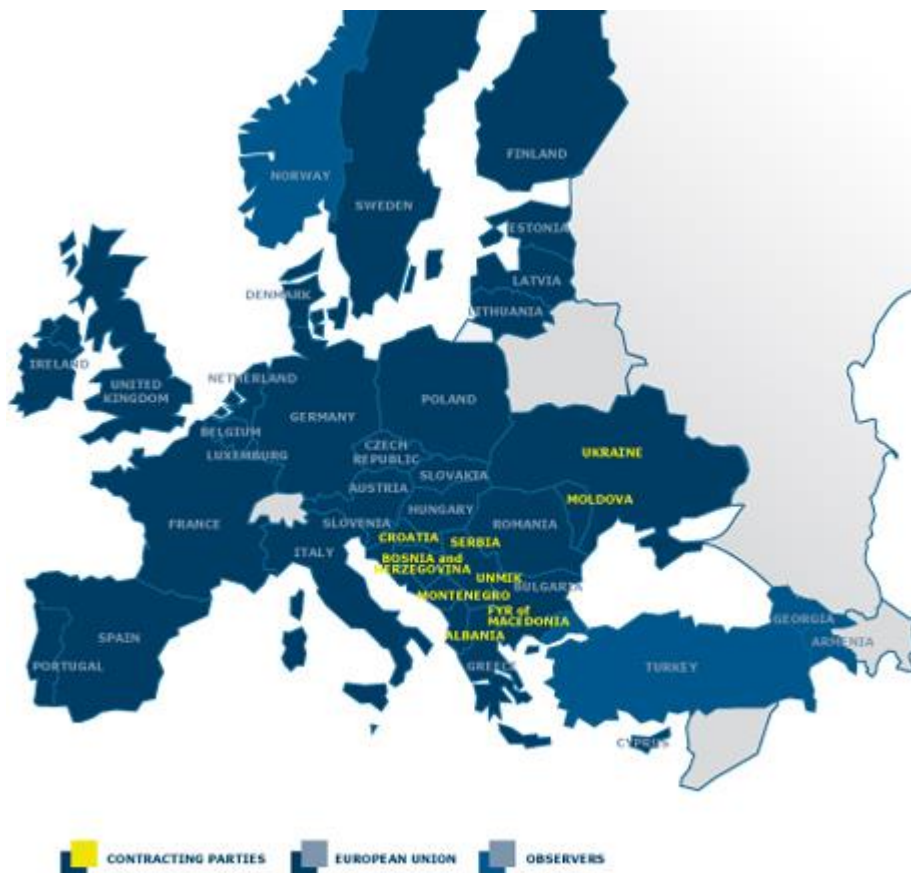 FINLAND
NORWAY
SWEDEN
ESTONIA
LATVIA
DENMARK
LITHUANIA
IRELAND
NETHERLAND
UNITED
KINGDOM
POLAND
GERMANY
BELGIUM
CZECH
REPUBLIC
UKRAINE
LUXEMBURG
SLOVAKIA
AUSTRIA
MOLDOVA
HUNGARY
FRANCE
SLOVENIA
ROMANIA
CROATIA
SERBIA
ITALY
BOSNIA and
HERZEGOVINA
UNMIK
BULGARIA
MONTENEGRO
FYR of
MACEDONIA
GEORGIA
SPAIN
ALBANIA
ARMENIA
PORTUGAL
GREECE
TURKEY
CYPRUS
CONTRACTING PARTIES
EUROPEAN UNION
OBSERVERS